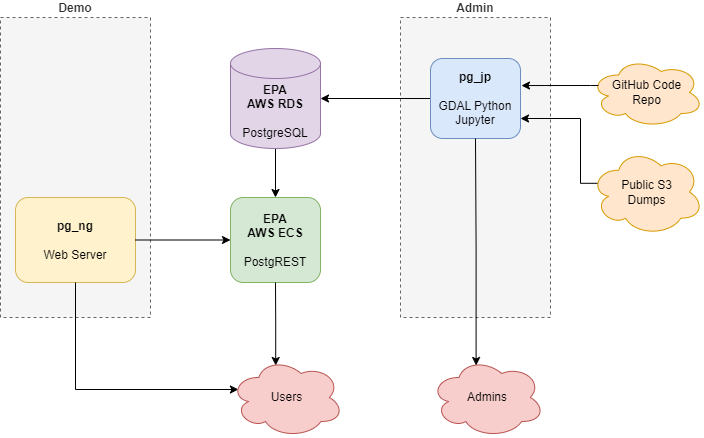 Demo
Admin
EPA
AWS RDS
PostgreSQL
pg_jp
GDAL Python
Jupyter
GitHub Code
Repo
Public S3
Dumps
pg_ng
Web Server
EPA
AWS ECS
PostgREST
Users
Admins